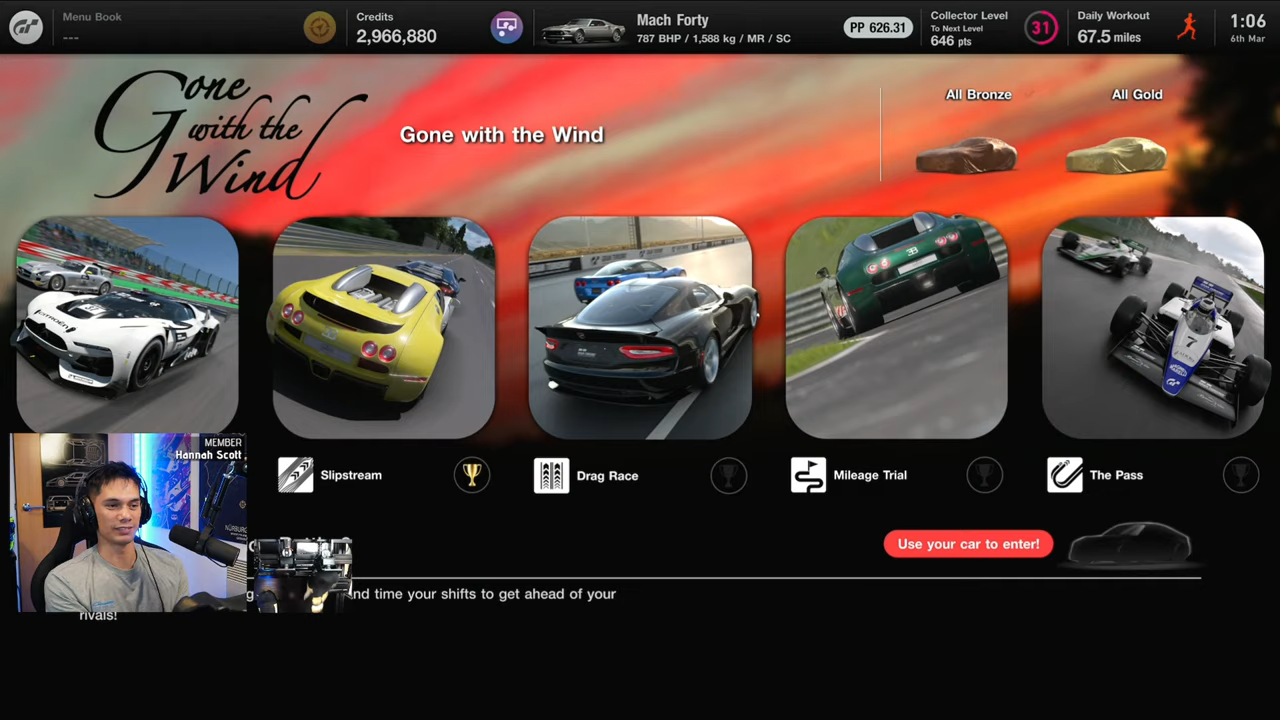 Menu Book
---
Credits
2,966,880
Mach Forty
787 BHP / 1,588 kg / MR / SC
PP 626.31
Collector Level
To Next Level
646 pts
31
Daily Workout
67.5 miles
1:06
6th Mar
Gone
with the
Wind
Gone with the Wind
All Bronze
All Gold
CITROËN
7
MEMBER
Hannah Scott
Slipstream
Drag Race
Mileage Trial
The Pass
Use your car to enter!
nd time your shifts to get ahead of your
rivals!